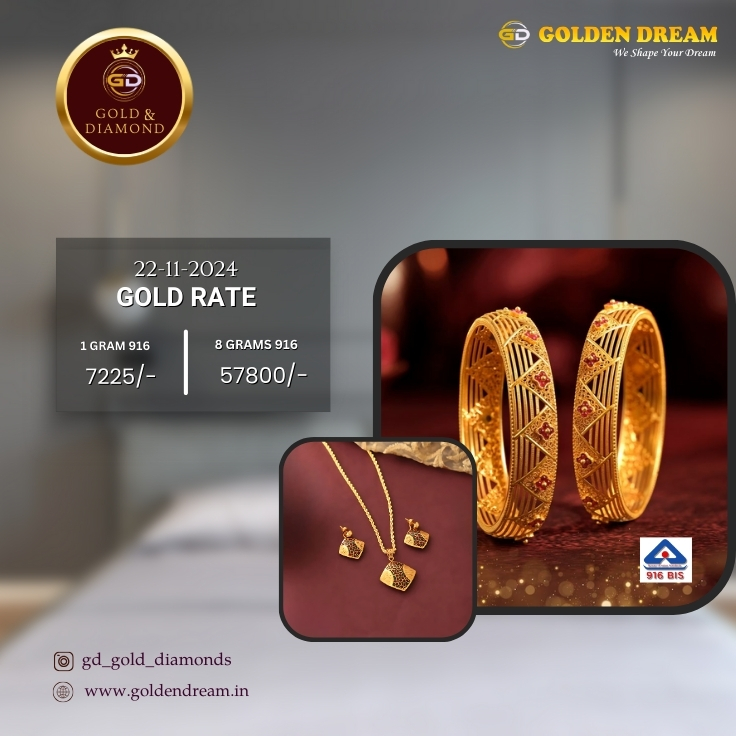 GD
GOLD &
DIAMOND
GD GOLDEN DREAM
We Shape Your Dream
22-11-2024
GOLD RATE
1 GRAM 916
7225/-
8 GRAMS 916
57800/-
916 BIS
gd_gold_diamonds
www.goldendream.in